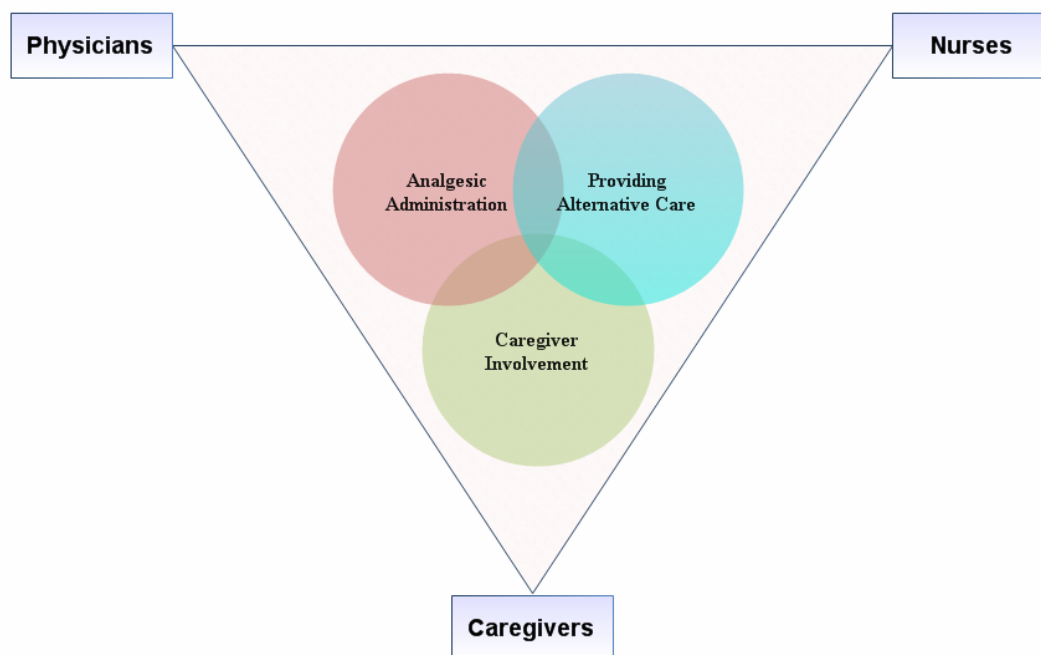 Physicians
Nurses
Analgesic
Administration
Providing
Alternative Care
Caregiver
Involvement
Caregivers